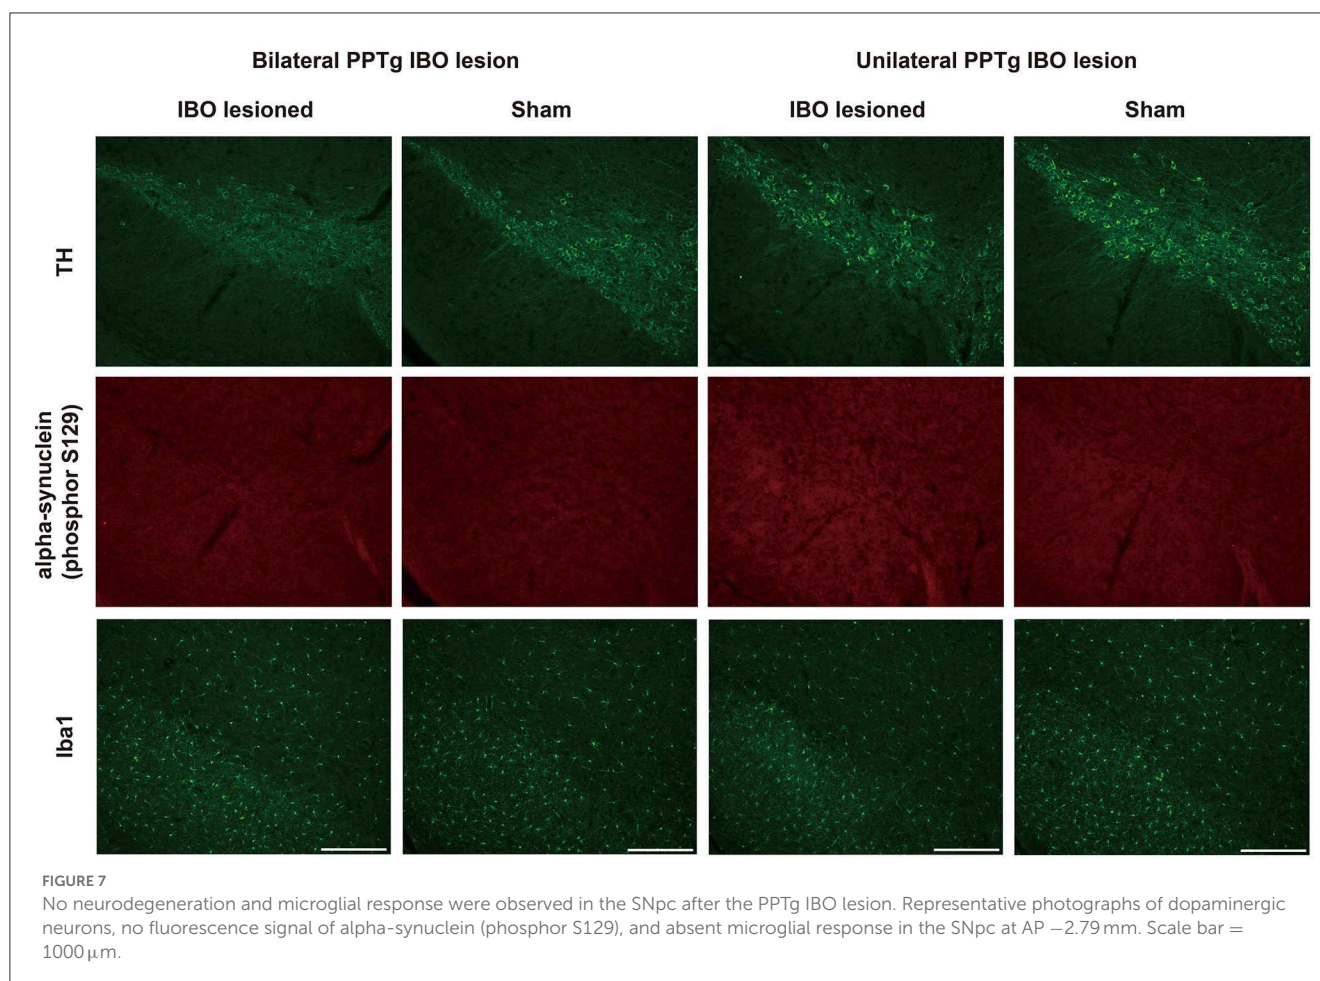 Bilateral PPTg IBO lesion
Unilateral PPTg IBO lesion
IBO lesioned
Sham
IBO lesioned
Sham
TH
alpha-synuclein
(phosphor S129)
Iba1
FIGURE 7
No neurodegeneration and microglial response were observed in the SNpc after the PPTg IBO lesion. Representative photographs of dopaminergic
neurons, no fluorescence signal of alpha-synuclein (phosphor S129), and absent microglial response in the SNpc at AP −2.79 mm. Scale bar =
1000 μm.